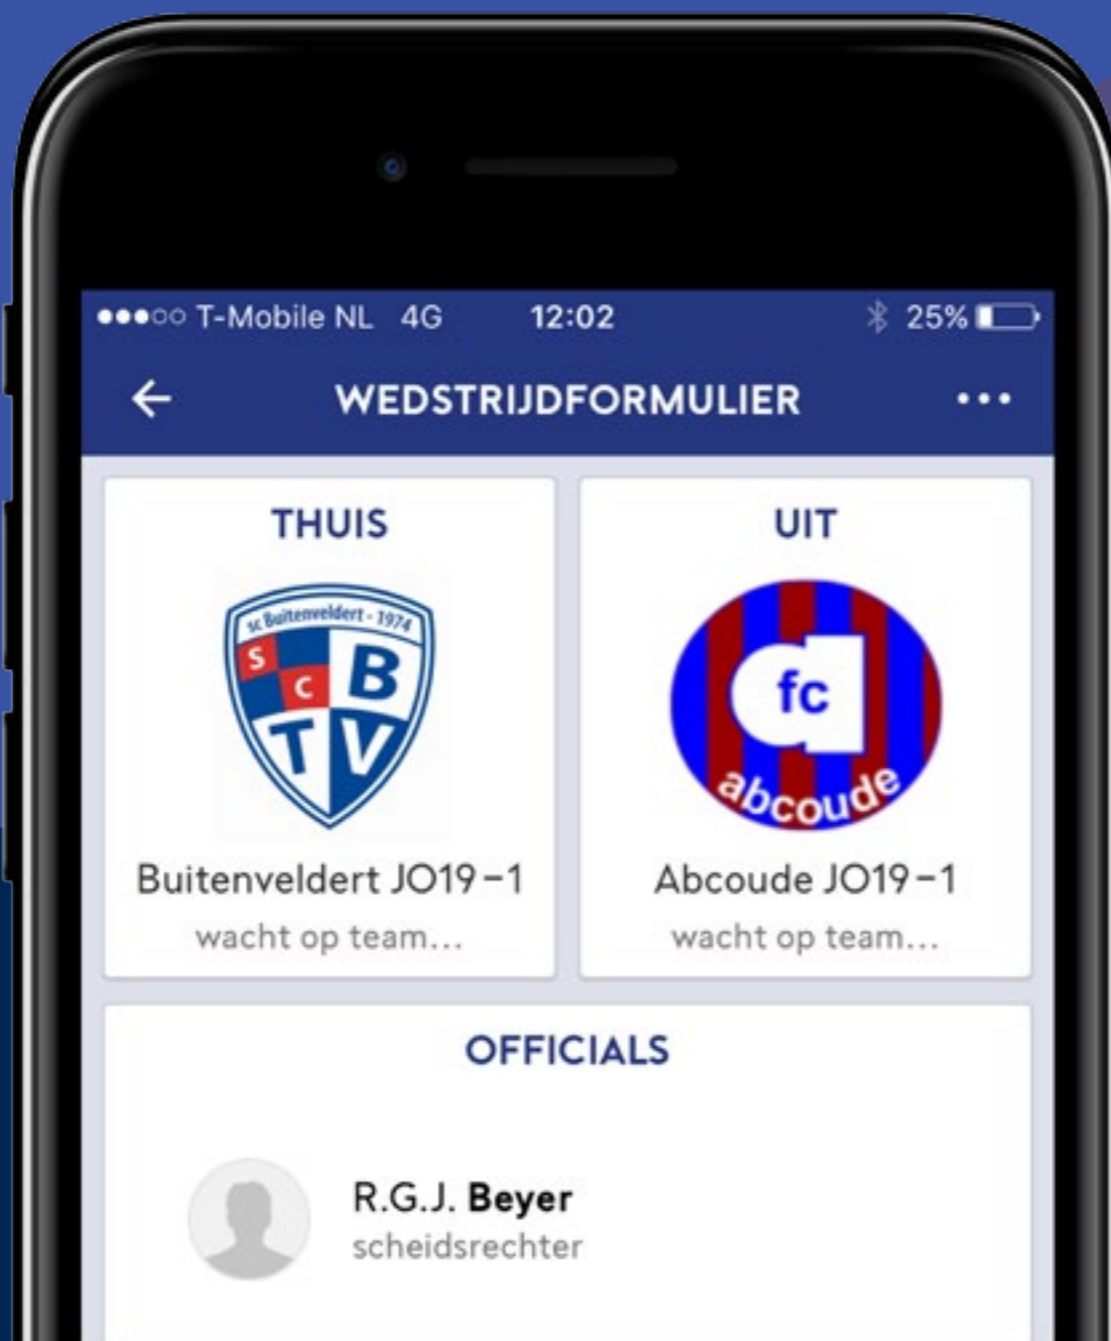 T-Mobile NL 4G 12:02 25%
WEDSTRIJDFORMULIER
THUIS
sc Buitenveldert - 1974
S
C
B
T V
Buitenveldert JO19-1
wacht op team...
UIT
fc
a
abcoude
Abcoude JO19-1
wacht op team...
OFFICIALS
R.G.J. Beyer
scheidsrechter